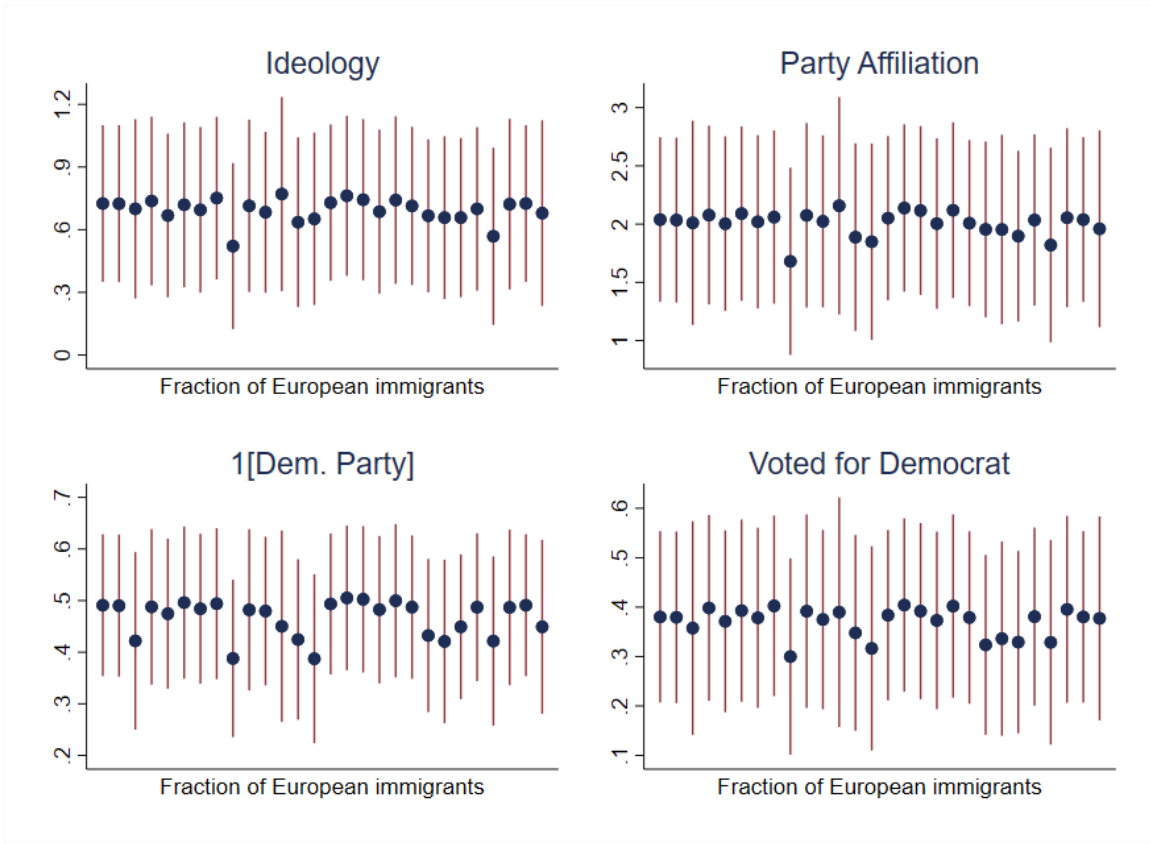 Ideology
1.2
.9
.6
.3
0
Fraction of European immigrants
Party Affiliation
3
2.5
2
1.5
1
Fraction of European immigrants
1[Dem. Party]
.7
.6
.5
.4
.3
.2
Fraction of European immigrants
Voted for Democrat
.6
.5
.4
.3
.2
.1
Fraction of European immigrants